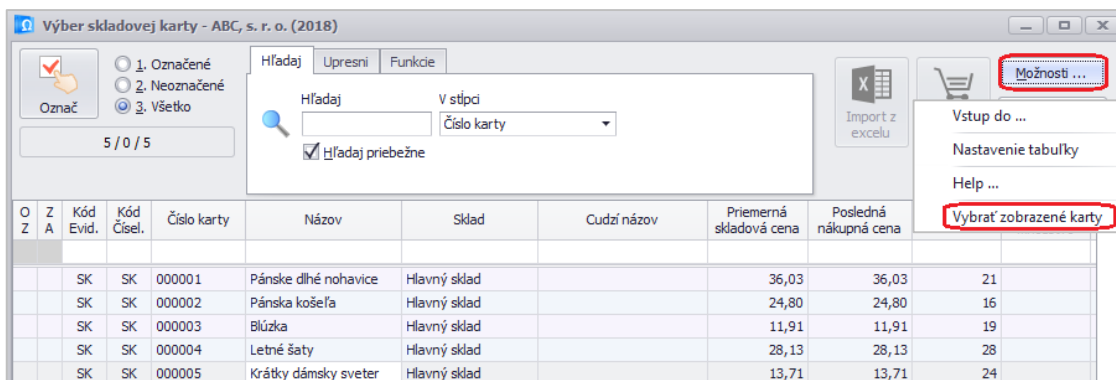 Výber skladovej karty - ABC, s. r. o. (2018)
Označ
1. Označené
2. Neoznačené
3. Všetko
5 / 0 / 5
Hľadaj Upresni Funkcie
Hľadaj V stĺpci
Číslo karty
Hľadaj priebežne
Import z
excelu
Možnosti ...
Vstup do ...
Nastavenie tabuľky
Help ...
Vybrať zobrazené karty
O Z Kód Kód Číslo karty Názov Sklad Cudzí názov Priemerná Posledná
Z A Evid. Čísel. skladová cena nákupná cena
SK SK 000001 Pánske dlhé nohavice Hlavný sklad 36,03 36,03 21
SK SK 000002 Pánska košeľa Hlavný sklad 24,80 24,80 16
SK SK 000003 Blúzka Hlavný sklad 11,91 11,91 19
SK SK 000004 Letné šaty Hlavný sklad 28,13 28,13 28
SK SK 000005 Krátky dámsky sveter Hlavný sklad 13,71 13,71 24